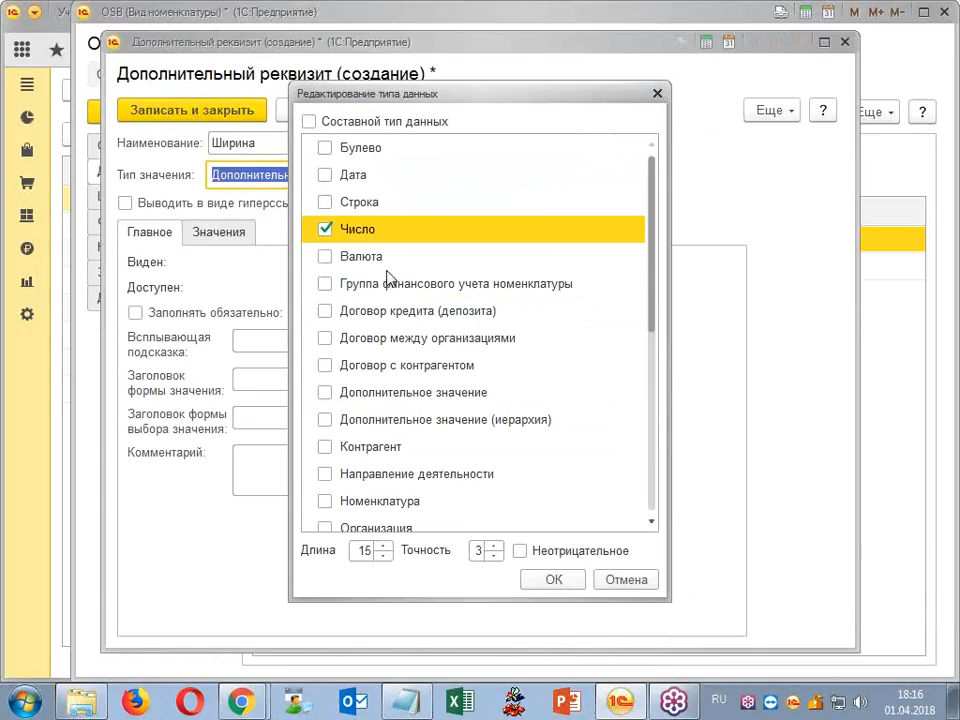 OSB (Вид номенклатуры) * (1С:Предприятие)
M M+ M-
Дополнительный реквизит (создание) * (1С:Предприятие)
Дополнительный реквизит (создание) *
Записать и закрыть
Еще
?
Еще
?
Наименование: Ширина
Тип значения:
Выводить в виде
Главное
Значения
Виден:
Доступен:
Заполнять обязательно:
Всплывающая
подсказка:
Заголовок
формы значения:
Заголовок формы
выбора значения:
Комментарий:
Редактирование типа данных
Составной тип данных
Булево
Дата
Строка
Число
Валюта
Группа финансового учета номенклатуры
Договор кредита (депозита)
Договор между организациями
Договор с контрагентом
Дополнительное значение
Дополнительное значение (иерархия)
Контрагент
Направление деятельности
Номенклатура
Организация
Длина 15 Точность 3 Неотрицательное
ОК
Отмена
RU
18:16
01.04.2018